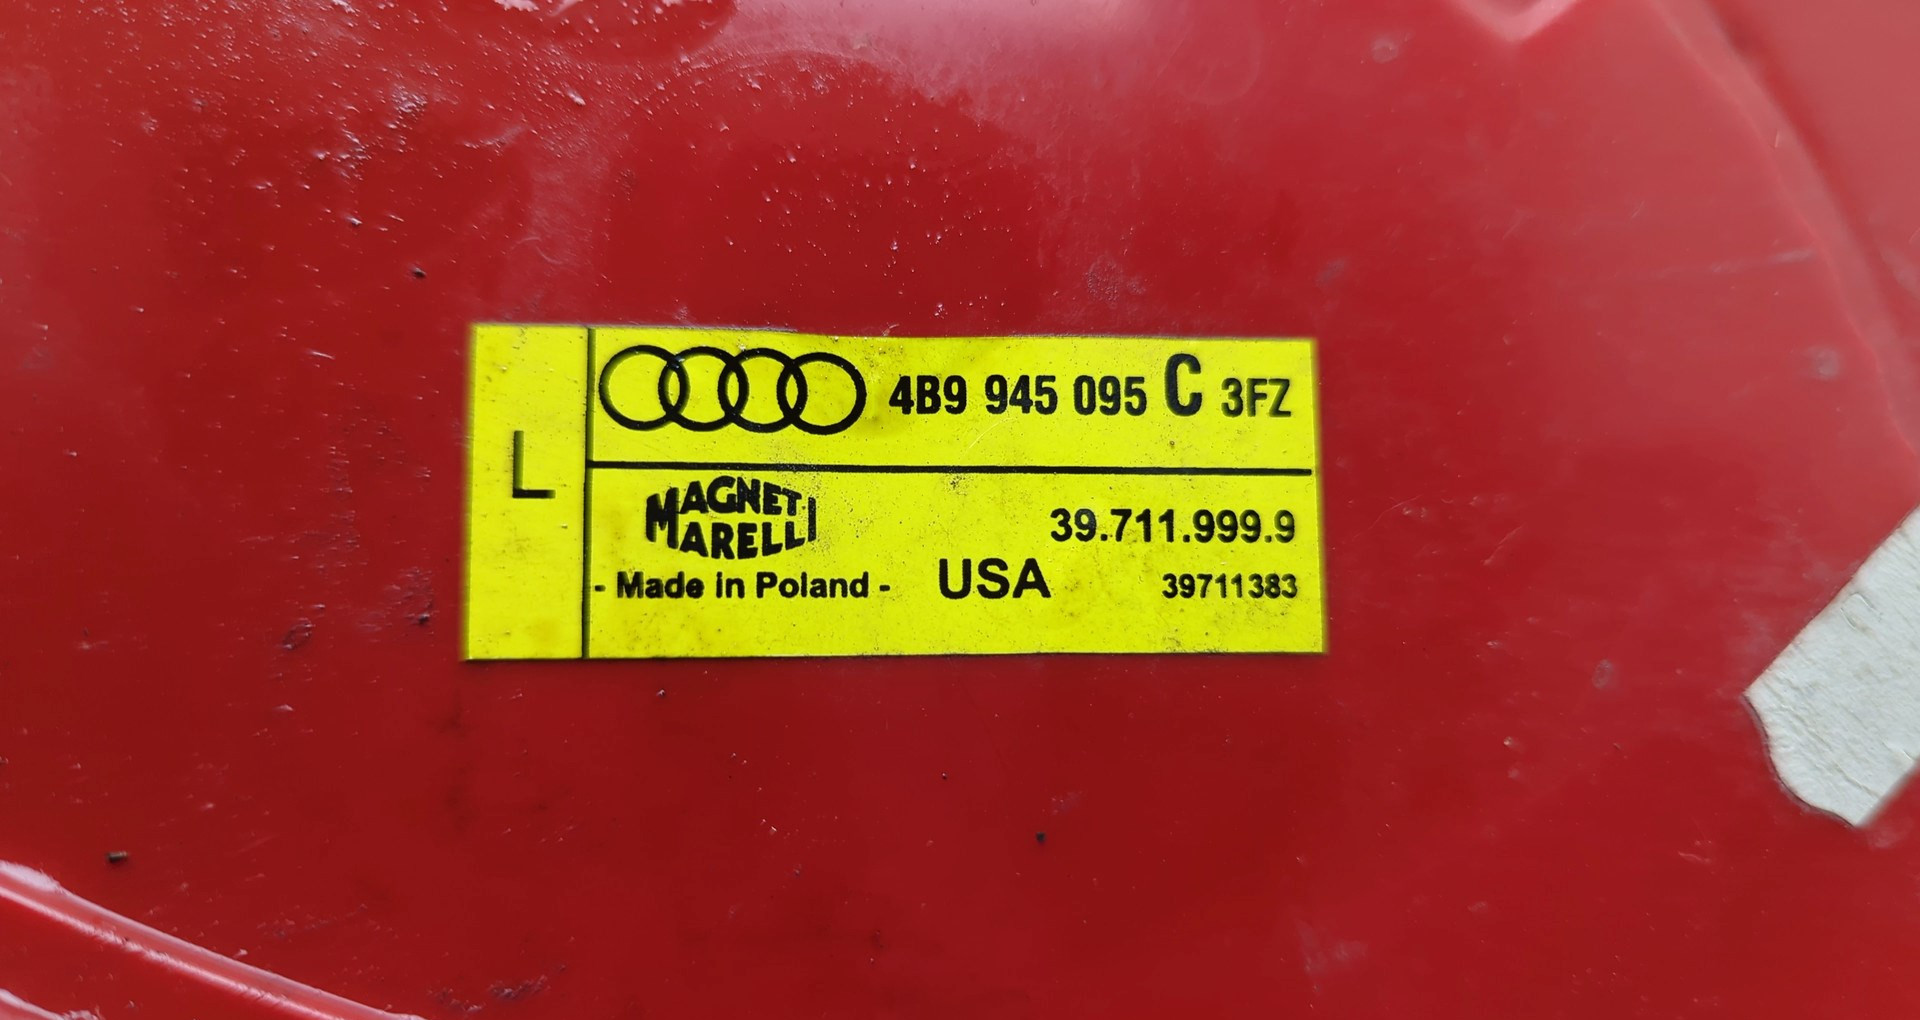 L
4B9 945 095 C 3FZ
MAGNETI
MARELLI
39.711.999.9
- Made in Poland - USA 39711383